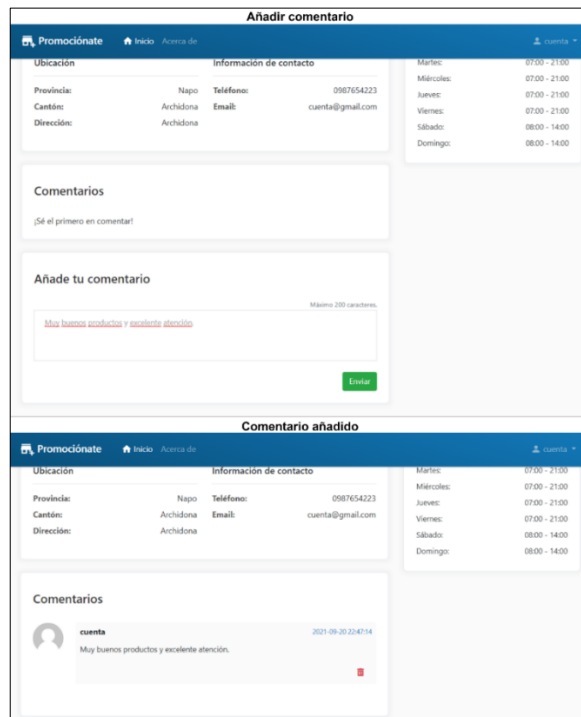 Añadir comentario
Promociónate Inicio Acerca de cuenta
Ubicación Información de contacto Martes: 07:00 - 21:00
Miércoles: 07:00 - 21:00
Provincia: Napo Teléfono: 0987654223 Jueves: 07:00 - 21:00
Cantón: Archidona Email: cuenta@gmail.com Viernes: 07:00 - 21:00
Dirección: Archidona Sábado: 08:00 - 14:00
Domingo: 08:00 - 14:00
Comentarios
¡Sé el primero en comentar!
Añade tu comentario
Máximo 200 caracteres.
Muy buenos productos y excelente atención.
Enviar
Comentario añadido
Promociónate Inicio Acerca de cuenta
Ubicación Información de contacto Martes: 07:00 - 21:00
Miércoles: 07:00 - 21:00
Provincia: Napo Teléfono: 0987654223 Jueves: 07:00 - 21:00
Cantón: Archidona Email: cuenta@gmail.com Viernes: 07:00 - 21:00
Dirección: Archidona Sábado: 08:00 - 14:00
Domingo: 08:00 - 14:00
Comentarios
cuenta 2021-09-20 22:47:14
Muy buenos productos y excelente atención.